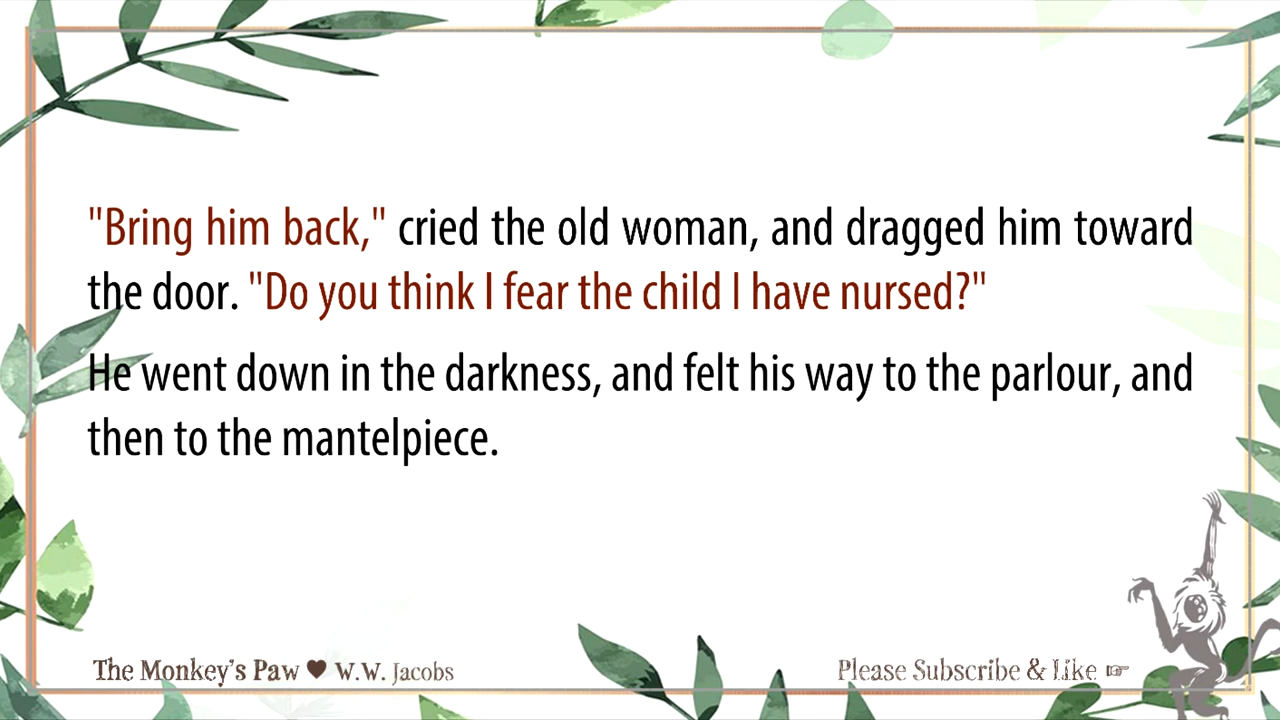 "Bring him back," cried the old woman, and dragged him toward
the door. "Do you think I fear the child I have nursed?"
He went down in the darkness, and felt his way to the parlour, and
then to the mantelpiece.
The Monkey's Paw ♥ W.W. Jacobs
Please Subscribe & Like ☞